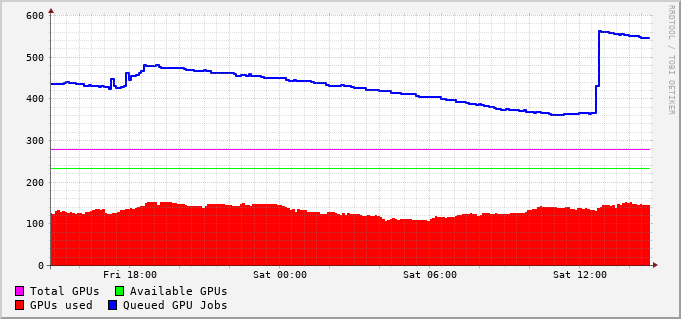 RRDTOOL / TOBI OETIKER
600
500
400
300
200
100
0
Fri 18:00 Sat 00:00 Sat 06:00 Sat 12:00
Total GPUs Available GPUs
GPUs used Queued GPU Jobs